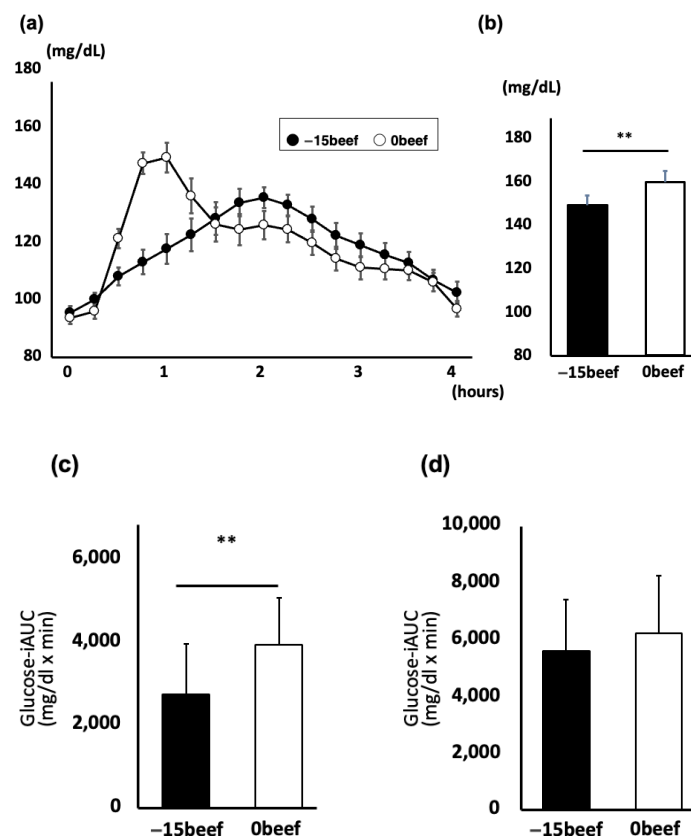 (a)
(mg/dL)
180
160
140
120
100
80
–15beef 0beef
0 1 2 3 4
(hours)
(b)
(mg/dL)
180
160
140
120
100
80
**
–15beef 0beef
(c)
Glucose-iAUC
(mg/dl x min)
6,000
4,000
2,000
0
**
–15beef 0beef
(d)
Glucose-iAUC
(mg/dl x min)
10,000
8,000
6,000
4,000
2,000
0
–15beef 0beef